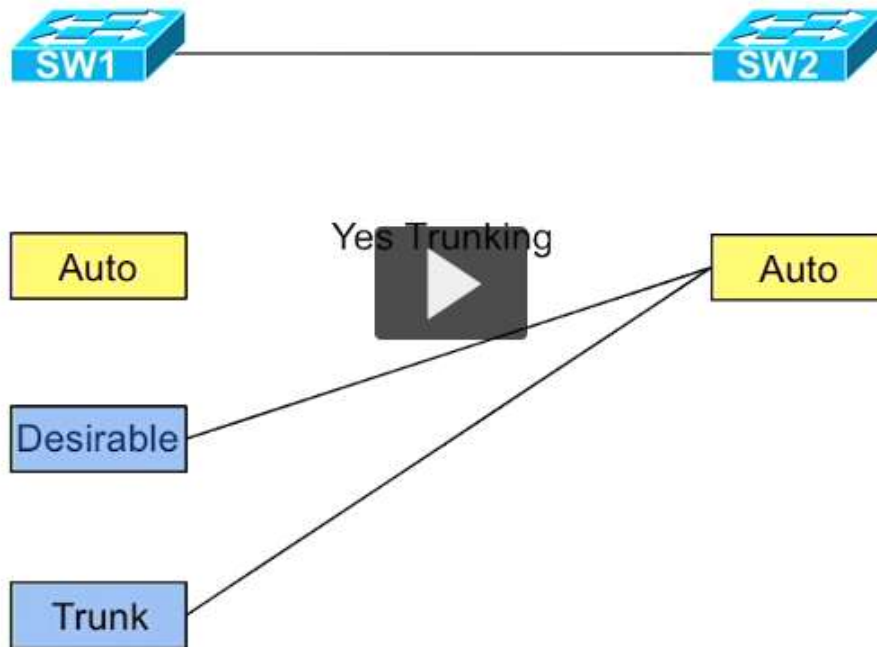 SW1
SW2
Yes Trunking
Auto
Auto
Desirable
Trunk